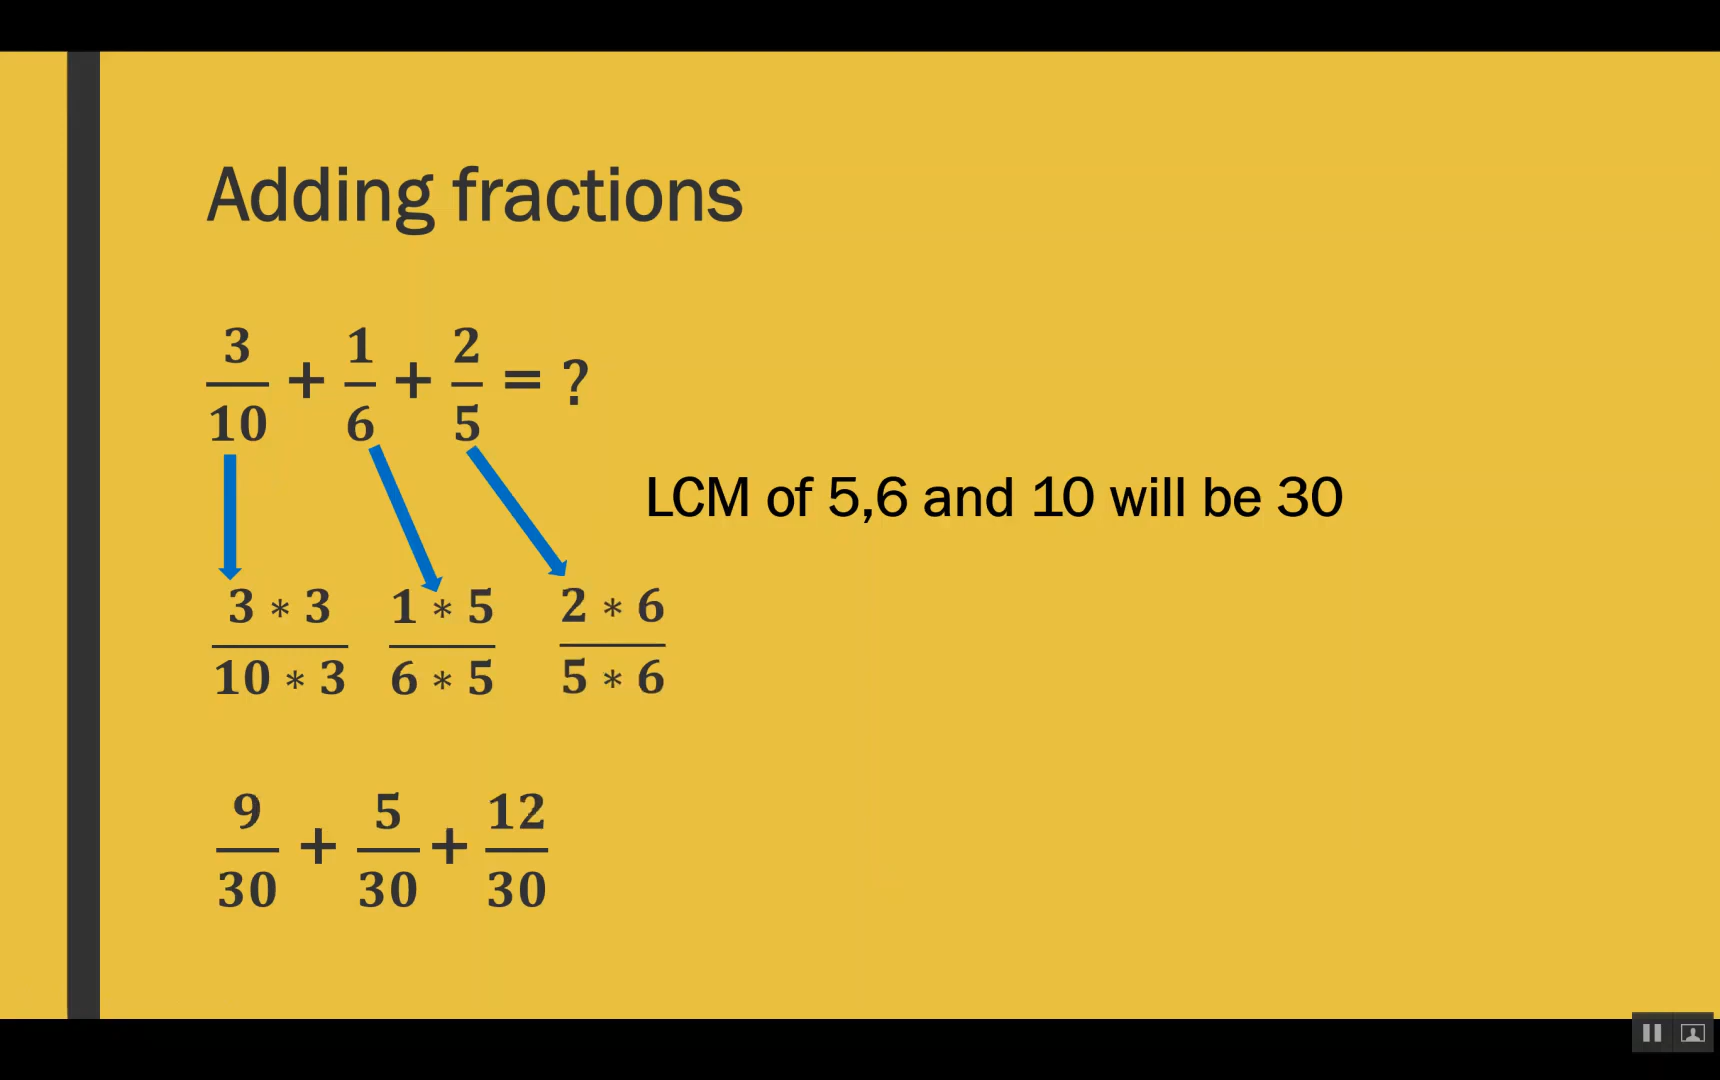 Adding fractions
3/10 + 1/6 + 2/5 = ?
LCM of 5,6 and 10 will be 30
3 * 3/10 * 3 1 * 5/6 * 5 2 * 6/5 * 6
9/30 + 5/30 + 12/30